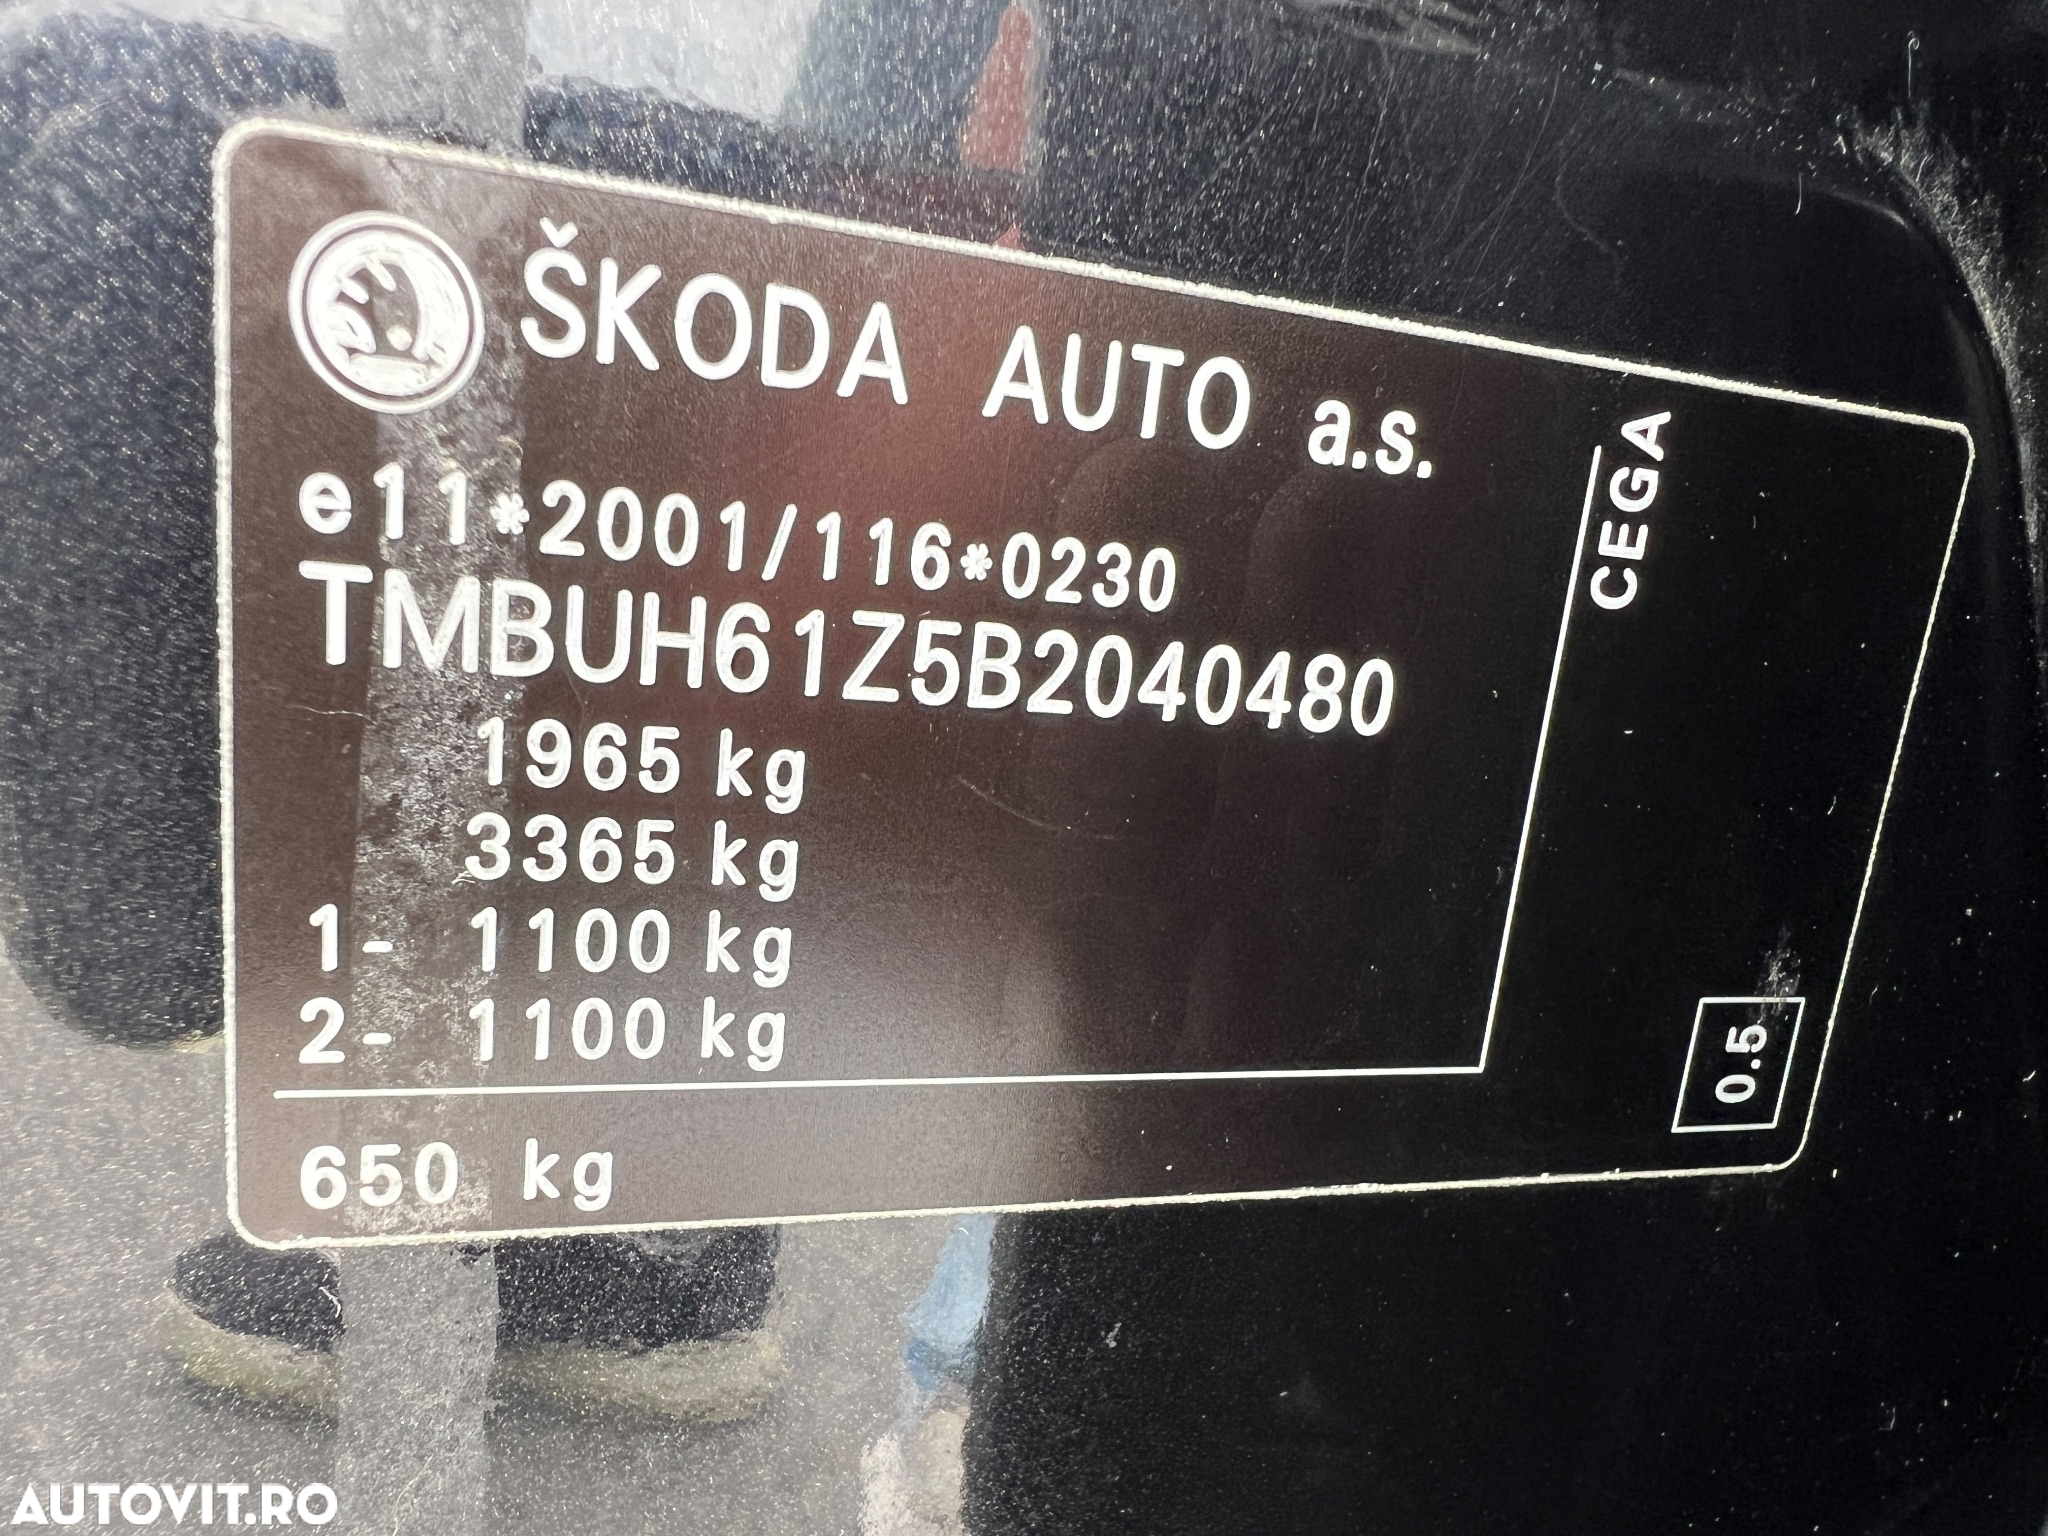 ŠKODA AUTO a.s.
e11*2001/116*0230
TMBUH61Z5B2040480
1965 kg
3365 kg
1- 1100 kg
2- 1100 kg
650 kg
CEGA
0.5
AUTOVIT.RO